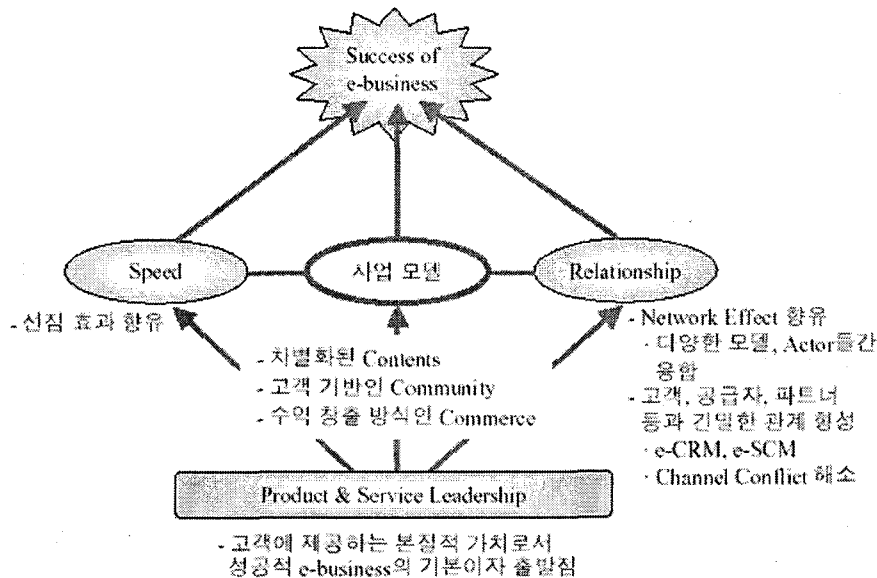 Success of
e-business
Speed
사업 모델
Relationship
- 선점 효과 향유
- Network Effect 향유
· 다양한 모델, Actor들간
융합
- 고객, 공급자, 파트너
등과 긴밀한 관계 형성
· e-CRM, e-SCM
· Channel Conflict 해소
- 차별화된 Contents
- 고객 기반인 Community
- 수익 창출 방식인 Commerce
Product & Service Leadership
- 고객에 제공하는 본질적 가치로서
성공적 e-business의 기본이자 출발점